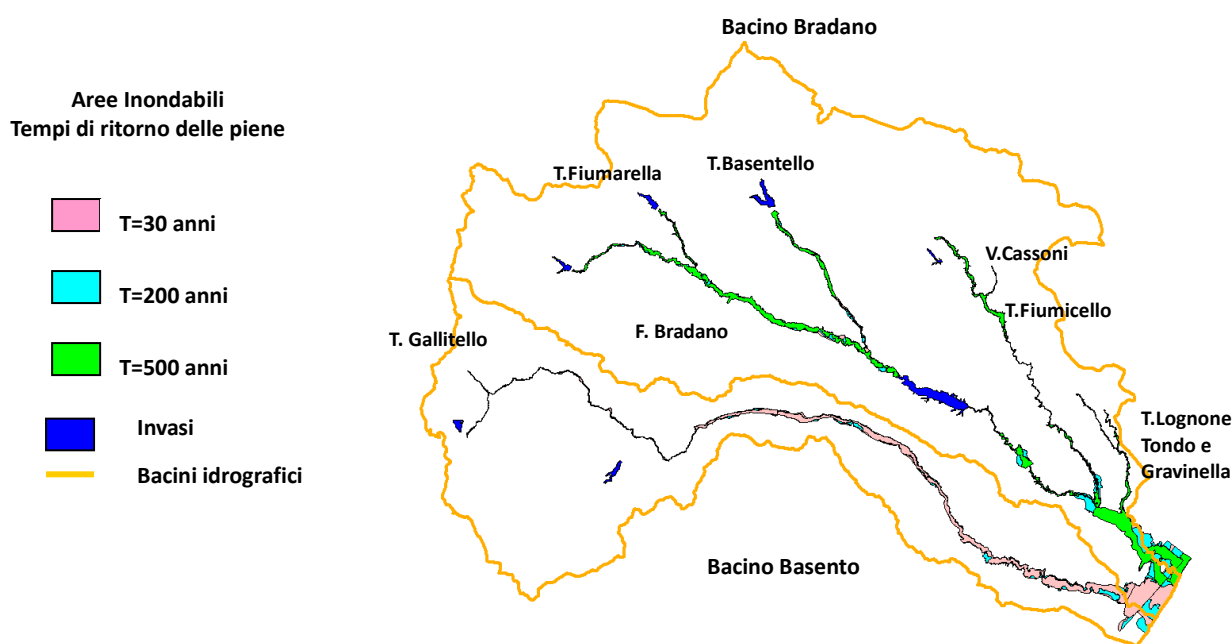 Bacino Bradano
Aree Inondabili
Tempi di ritorno delle piene
T=30 anni
T=200 anni
T=500 anni
Invasi
Bacini idrografici
T.Fiumarella
T.Basentello
V.Cassoni
T.Fiumicello
T. Gallitello
F. Bradano
T.Lognone
Tondo e
Gravinella
Bacino Basento